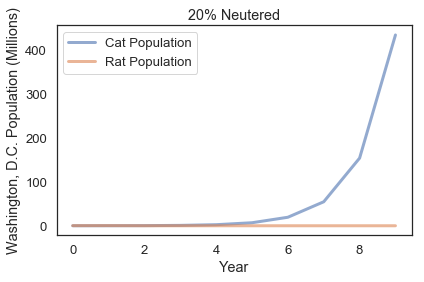 20% Neutered
Cat Population
Rat Population
Washington, D.C. Population (Millions)
400
300
200
100
0
0 2 4 6 8
Year